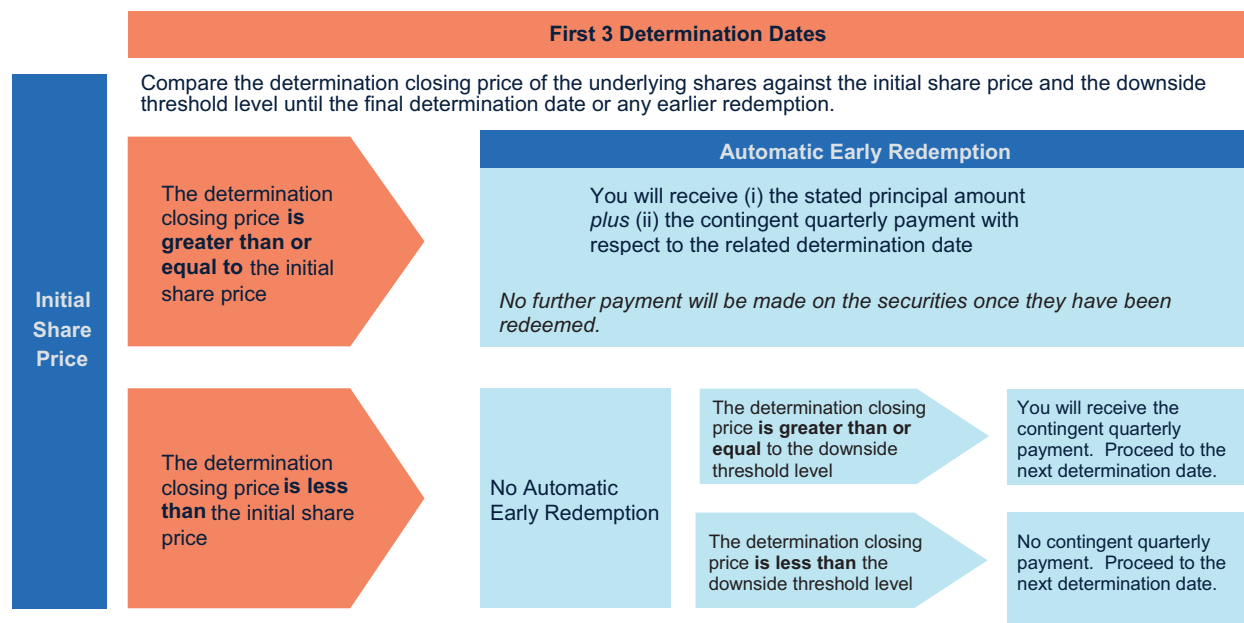 First 3 Determination Dates
Compare the determination closing price of the underlying shares against the initial share price and the downside
threshold level until the final determination date or any earlier redemption.
Initial
Share
Price
The determination
closing price is
greater than or
equal to the initial
share price
Automatic Early Redemption
You will receive (i) the stated principal amount
plus (ii) the contingent quarterly payment with
respect to the related determination date
No further payment will be made on the securities once they have been
redeemed.
The determination
closing price is less
than the initial share
price
No Automatic
Early Redemption
The determination closing
price is greater than or
equal to the downside
threshold level
You will receive the
contingent quarterly
payment.  Proceed to the
next determination date.
The determination closing
price is less than the
downside threshold level
No contingent quarterly
payment.  Proceed to the
next determination date.